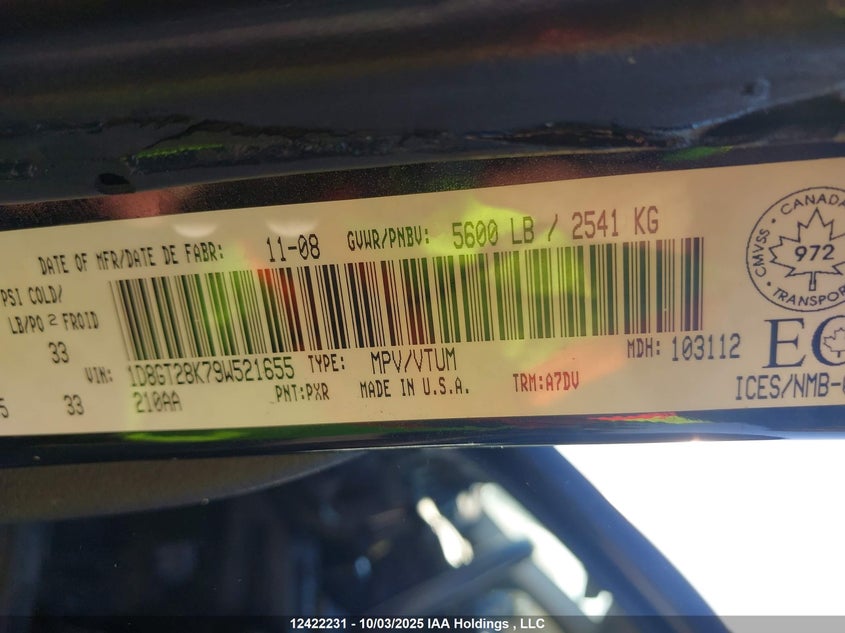 DATE OF MFR/DATE DE FABR: 11-08 GVWR/PNBV: 5600 LB / 2541 KG
PSI COLD/
LB/PO 2 FROID
33
VIN: 1D8GT28K79W521655 TYPE: MPV/VTUM MDH: 103112
5 33 210AA PNT:PXR MADE IN U.S.A. TRM:A7DV
CMVSS • CANADA
972
• TRANSPOR
EC
ICES/NMB-
12422231 - 10/03/2025 IAA Holdings , LLC